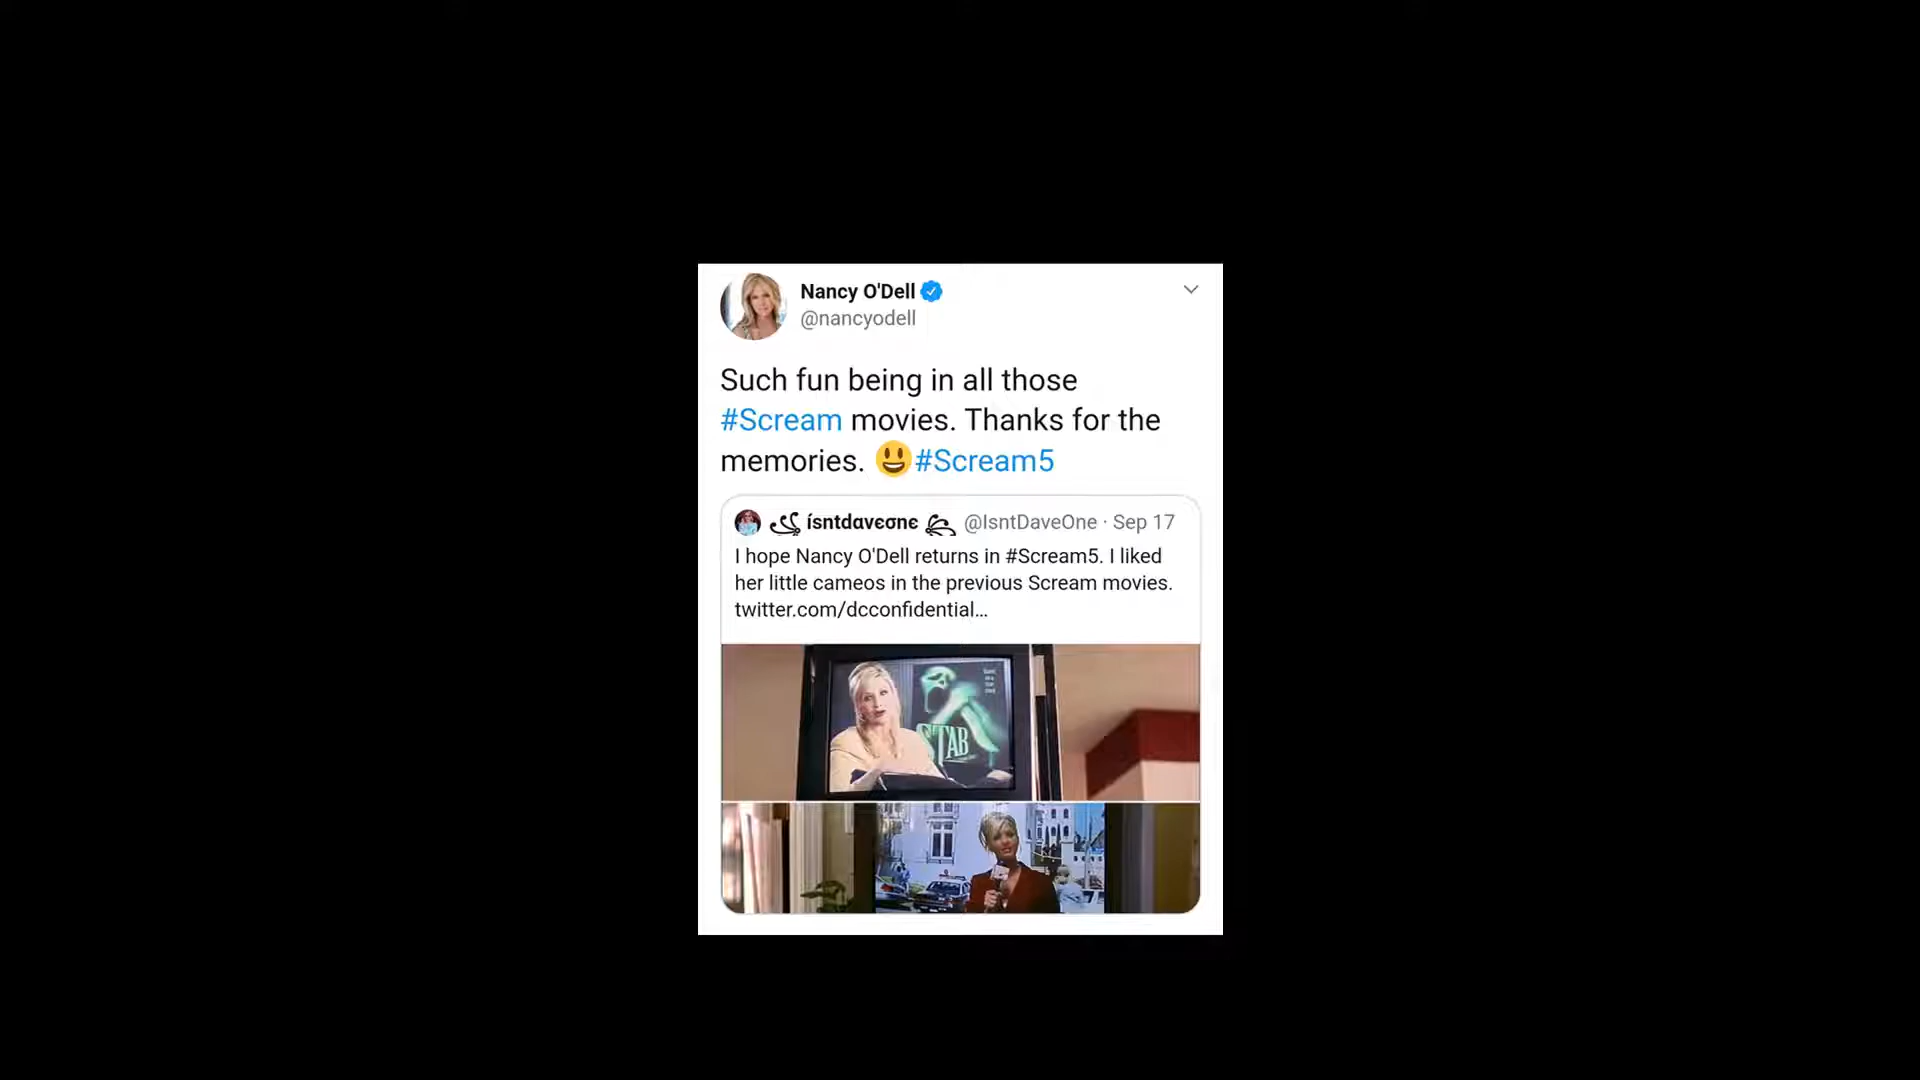 Nancy O'Dell
@nancyodell
Such fun being in all those
#Scream movies. Thanks for the
memories. 😃#Scream5
ísntdαvєσnє @IsntDaveOne · Sep 17
I hope Nancy O'Dell returns in #Scream5. I liked
her little cameos in the previous Scream movies.
twitter.com/dcconfidential...
STAB